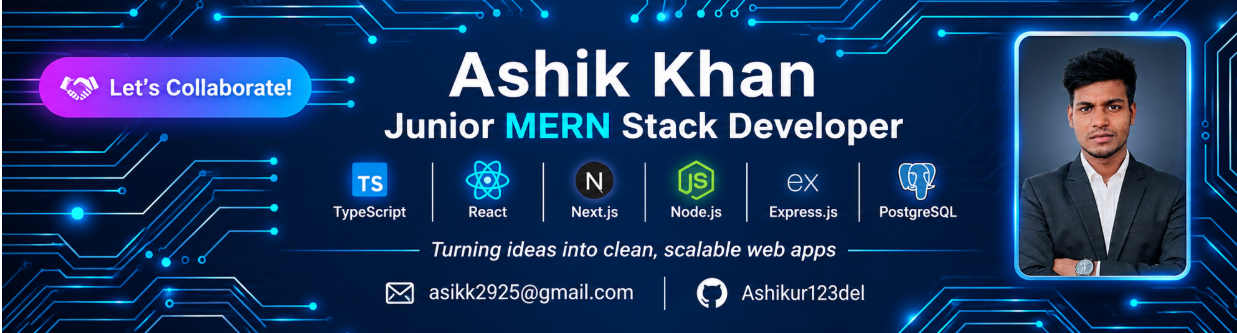 Let's Collaborate!
Ashik Khan
Junior MERN Stack Developer
TS
N
JS
ex
TypeScript
React
Next.js
Node.js
Express.js
PostgreSQL
Turning ideas into clean, scalable web apps
asikk2925@gmail.com
Ashikur123del